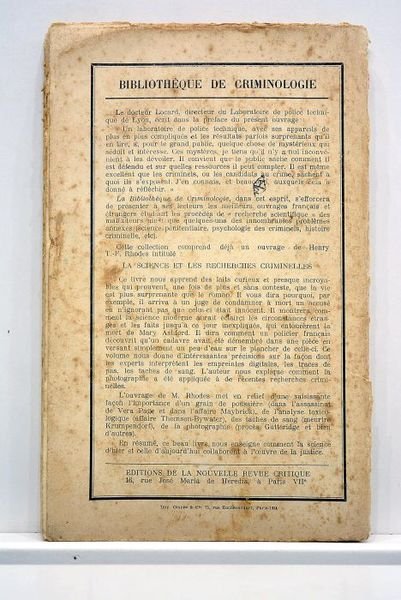 BIBLIOTHÈQUE DE CRIMINOLOGIE
Le docteur Locard, directeur du Laboratoire de police techni-
que de Lyon, écrit dans la préface du présent ouvrage :
« Un laboratoire de police technique, avec ses appareils de
plus en plus compliqués et les résultats parfois surprenants qu'il
en tire, a, pour le grand public, quelque chose de mystérieux qui
séduit et intéresse. Ces mystères, je tiens qu'il n'y a nul inconvé-
nient à les dévoiler. Il convient que le public sache comment il
est défendu et sur quelles ressources il peut compter. Il est même
excellent que les criminels, ou les candidats au crime, sachent à
quoi ils s'exposent. J'en connais, et beaucoup, auxquels cela a
donné à réfléchir. »
La Bibliothèque de Criminologie, dans cet esprit, s'efforcera
de présenter à ses lecteurs les meilleurs ouvrages français et
étrangers étudiant les procédés de « recherche scientifique » des
malfaiteurs ainsi que quelques-uns des innombrables problèmes
annexes (science pénitentiaire, psychologie des criminels, histoire
criminelle, etc).
Cette collection comprend déjà un ouvrage de Henry
T.-F. Rhodes intitulé :
LA SCIENCE ET LES RECHERCHES CRIMINELLES
Ce livre nous apprend des faits curieux et presque incroya-
bles qui prouvent, une fois de plus et sans conteste, que la vie
est plus surprenante que le roman. Il vous dira pourquoi, par
exemple, il arriva à un juge de condamner à mort un accusé
en n'ignorant pas que celui-ci était innocent. Il montrera com-
ment la science moderne aurait éclairci les circonstances étran-
ges et les faits jusqu'à ce jour inexpliqués, qui entourèrent la
mort de Mary Ashford. Il dira comment un policier français
découvrit qu'un cadavre avait été démembré dans une pièce en
versant simplement un peu d'eau sur le plancher de celle-ci. Ce
volume nous donne d'intéressantes précisions sur la façon dont
les experts interprètent les empreintes digitales, les traces de
pas, les taches de sang. L'auteur nous explique comment la
photographie a été appliquée à de récentes recherches crimi-
nelles.
L'ouvrage de M. Rhodes met en relief d'une saisissante
façon l'importance d'un grain de poussière (dans l'assassinat
de Vera Page et dans l'affaire Maybrick), de l'analyse toxico-
logique (affaire Thomson-Bywater), des taches de sang (meurtre
Krumpendorf), de la photographie (procès Gutteridge et bien
d'autres).
En résumé, ce beau livre nous enseigne comment la science
d'hier et celle d'aujourd'hui collaborent à l'œuvre de la justice.
EDITIONS DE LA NOUVELLE REVUE CRITIQUE
16, rue José Maria de Heredia, à Paris VIIᵉ